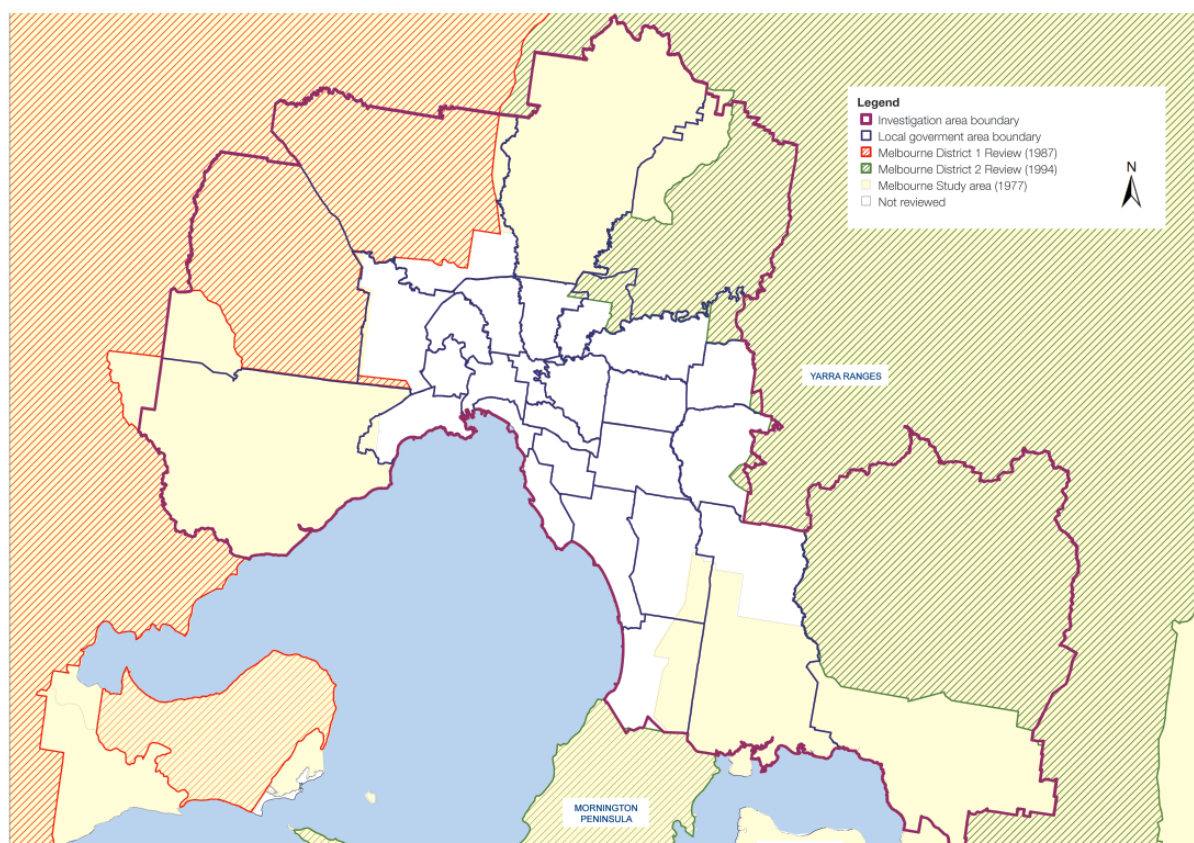 Legend
Investigation area boundary
Local goverment area boundary
Melbourne District 1 Review (1987)
Melbourne District 2 Review (1994)
Melbourne Study area (1977)
Not reviewed
N
YARRA RANGES
MORNINGTON
PENINSULA